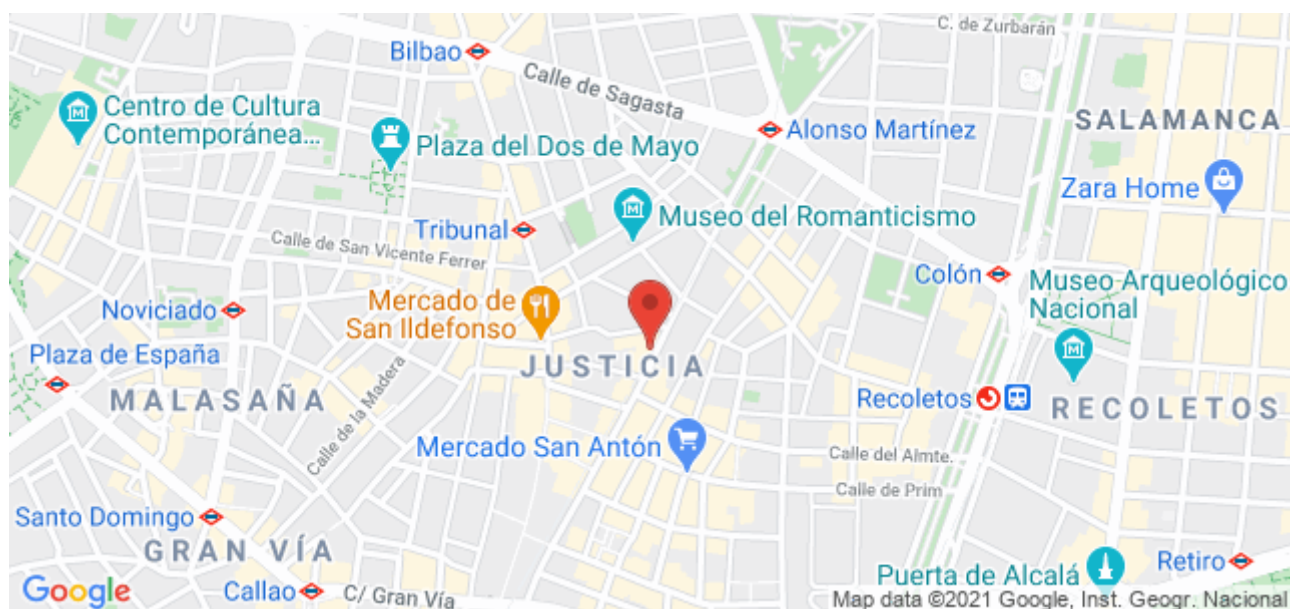 C. de Zurbarán
Bilbao
Calle de Sagasta
Centro de Cultura
Contemporánea...
Plaza del Dos de Mayo
Alonso Martínez
SALAMANCA
Zara Home
Museo del Romanticismo
Tribunal
Calle de San Vicente Ferrer
Colón
Museo Arqueológico
Nacional
Mercado de
San Ildefonso
Noviciado
Plaza de España
JUSTICIA
MALASAÑA
Calle de la Madera
Recoletos
RECOLETOS
Mercado San Antón
Calle del Almte.
Calle de Prim
Santo Domingo
GRAN VÍA
Retiro
Puerta de Alcalá
Google
Callao
C/ Gran Vía
Map data ©2021 Google, Inst. Geogr. Nacional